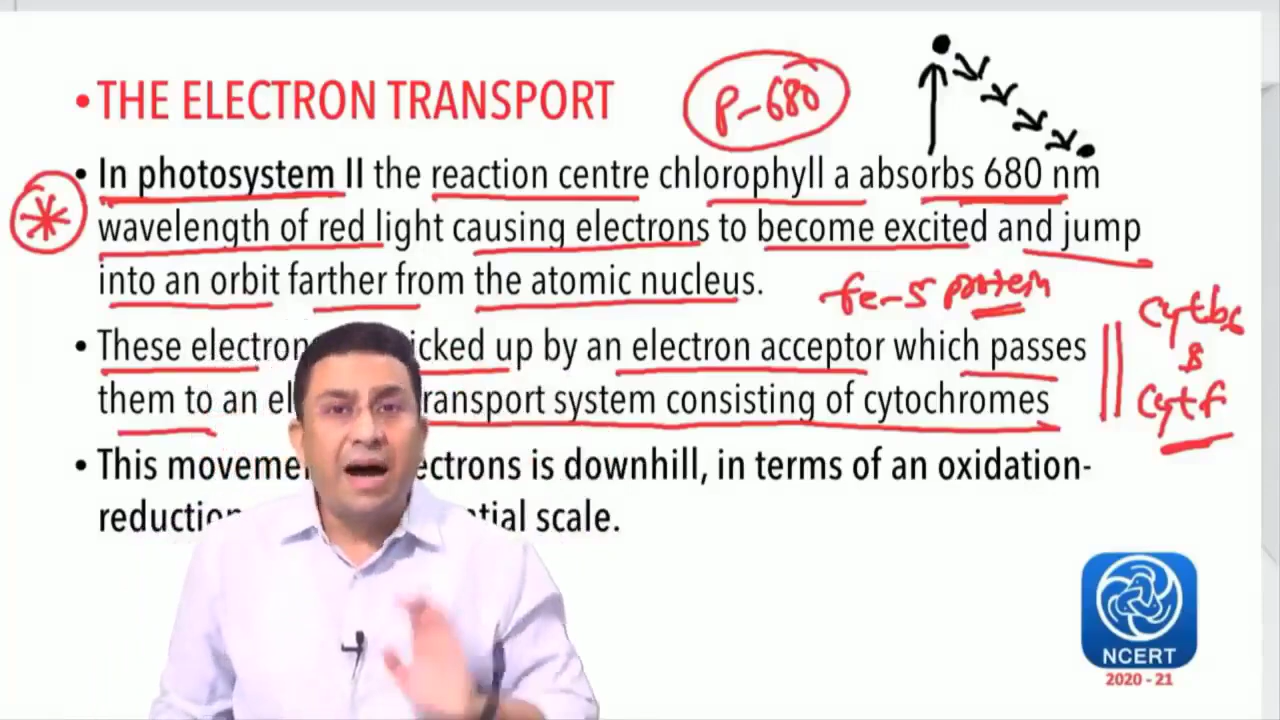 • THE ELECTRON TRANSPORT
P-680
• In photosystem II the reaction centre chlorophyll a absorbs 680 nm
wavelength of red light causing electrons to become excited and jump
into an orbit farther from the atomic nucleus.
fe-S protein
cyt b6
&
cyt f
• These electron icked up by an electron acceptor which passes
them to an el ransport system consisting of cytochromes
• This movemen ectrons is downhill, in terms of an oxidation-
reduction tial scale.
NCERT
2020 - 21